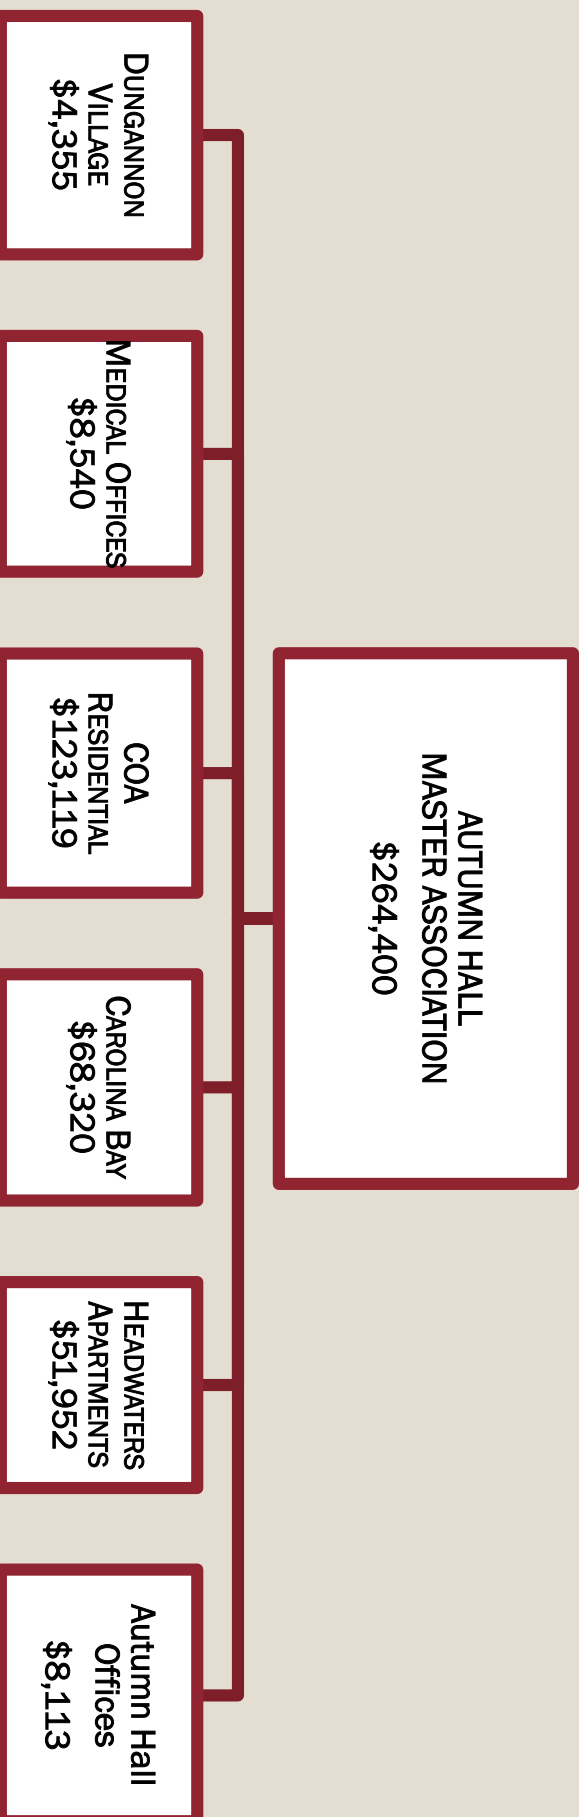 AUTUMN HALL
MASTER ASSOCIATION
$264,400
DUNGANNON
VILLAGE
$4,355
MEDICAL OFFICES
$8,540
COA
RESIDENTIAL
$123,119
CAROLINA BAY
$68,320
HEADWATERS
APARTMENTS
$51,952
Autumn Hall
Offices
$8,113